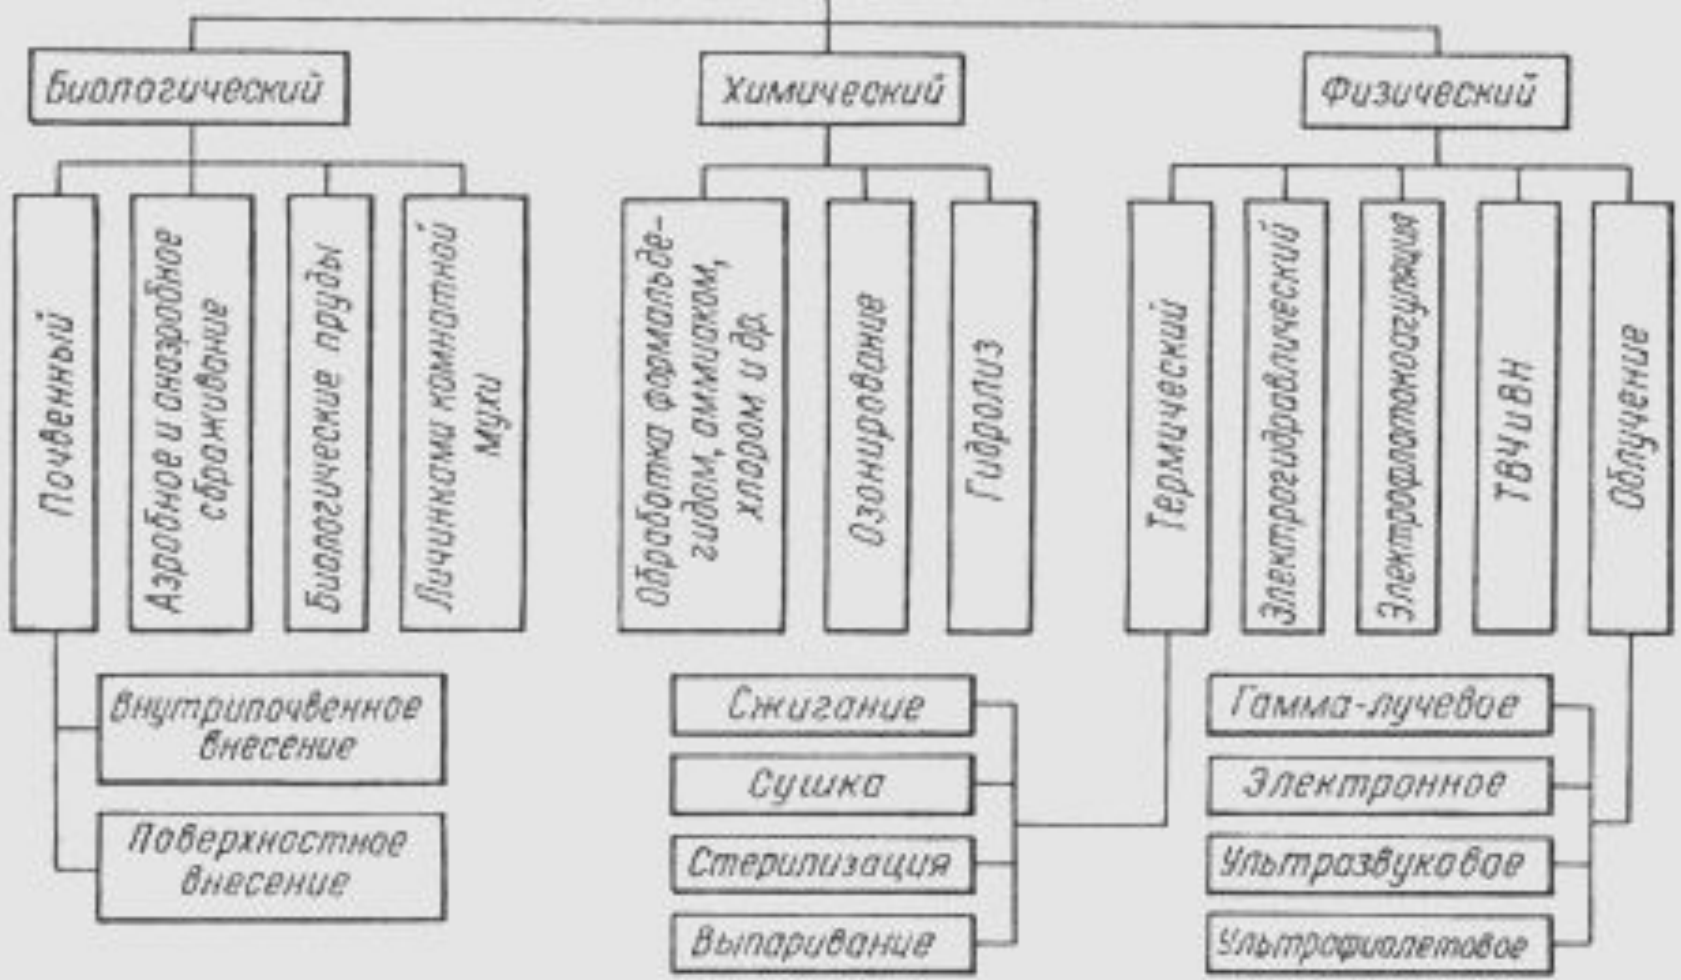 Биологический
Химический
Физический
Почвенный
Аэробное и анаэробное
сбраживание
Биологические пруды
Личинками комнатной
мухи
Обработка формальде-
гидом, аммиаком,
хлором и др.
Озонирование
Гидролиз
Термический
Электрогидравлический
Электрофлотокоагуляция
ТВЧ и ВН
Облучение
Внутрипочвенное
внесение
Поверхностное
внесение
Сжигание
Сушка
Стерилизация
Выпаривание
Гамма-лучевое
Электронное
Ультразвуковое
Ультрафиолетовое